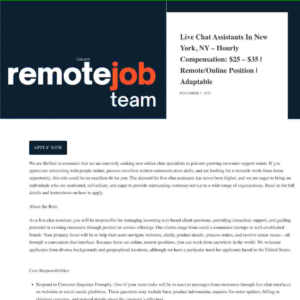 remotejob
team
Live Chat Assistants In New
York, NY – Hourly
Compensation: $25 – $35 |
Remote/Online Position |
Adaptable
APPLY NOW
We are thrilled to announce that we are currently seeking new online chat specialists to join our growing customer support teams. If you
appreciate interacting with people online, possess excellent written communication skills, and are looking for a versatile work from home
opportunity, this role could be an excellent fit for you. The demand for live chat assistants has never been higher, and we are eager to bring on
individuals who are motivated, self-reliant, and eager to provide outstanding customer service to a wide range of organizations. Read on for full
details and instructions on how to apply.
About the Role:
As a live chat assistant, you will be responsible for managing incoming text-based client questions, providing immediate support, and guiding
potential or existing customers through product or service offerings. Our clients range from small e-commerce startups to well-established
brands. Your primary focus will be to help their users navigate websites, clarify product details, process orders, and resolve minor issues—all
through a convenient chat interface. Because these are online, remote positions, you can work from anywhere in the world. We welcome
applicants from diverse backgrounds and geographical locations, although we have a particular need for applicants based in the United States.
Core Responsibilities:
Respond to Customer Inquiries Promptly: One of your main tasks will be to react to messages from customers through live chat interfaces
on websites or social media platforms. These questions may include basic product information, requests for order updates, billing or